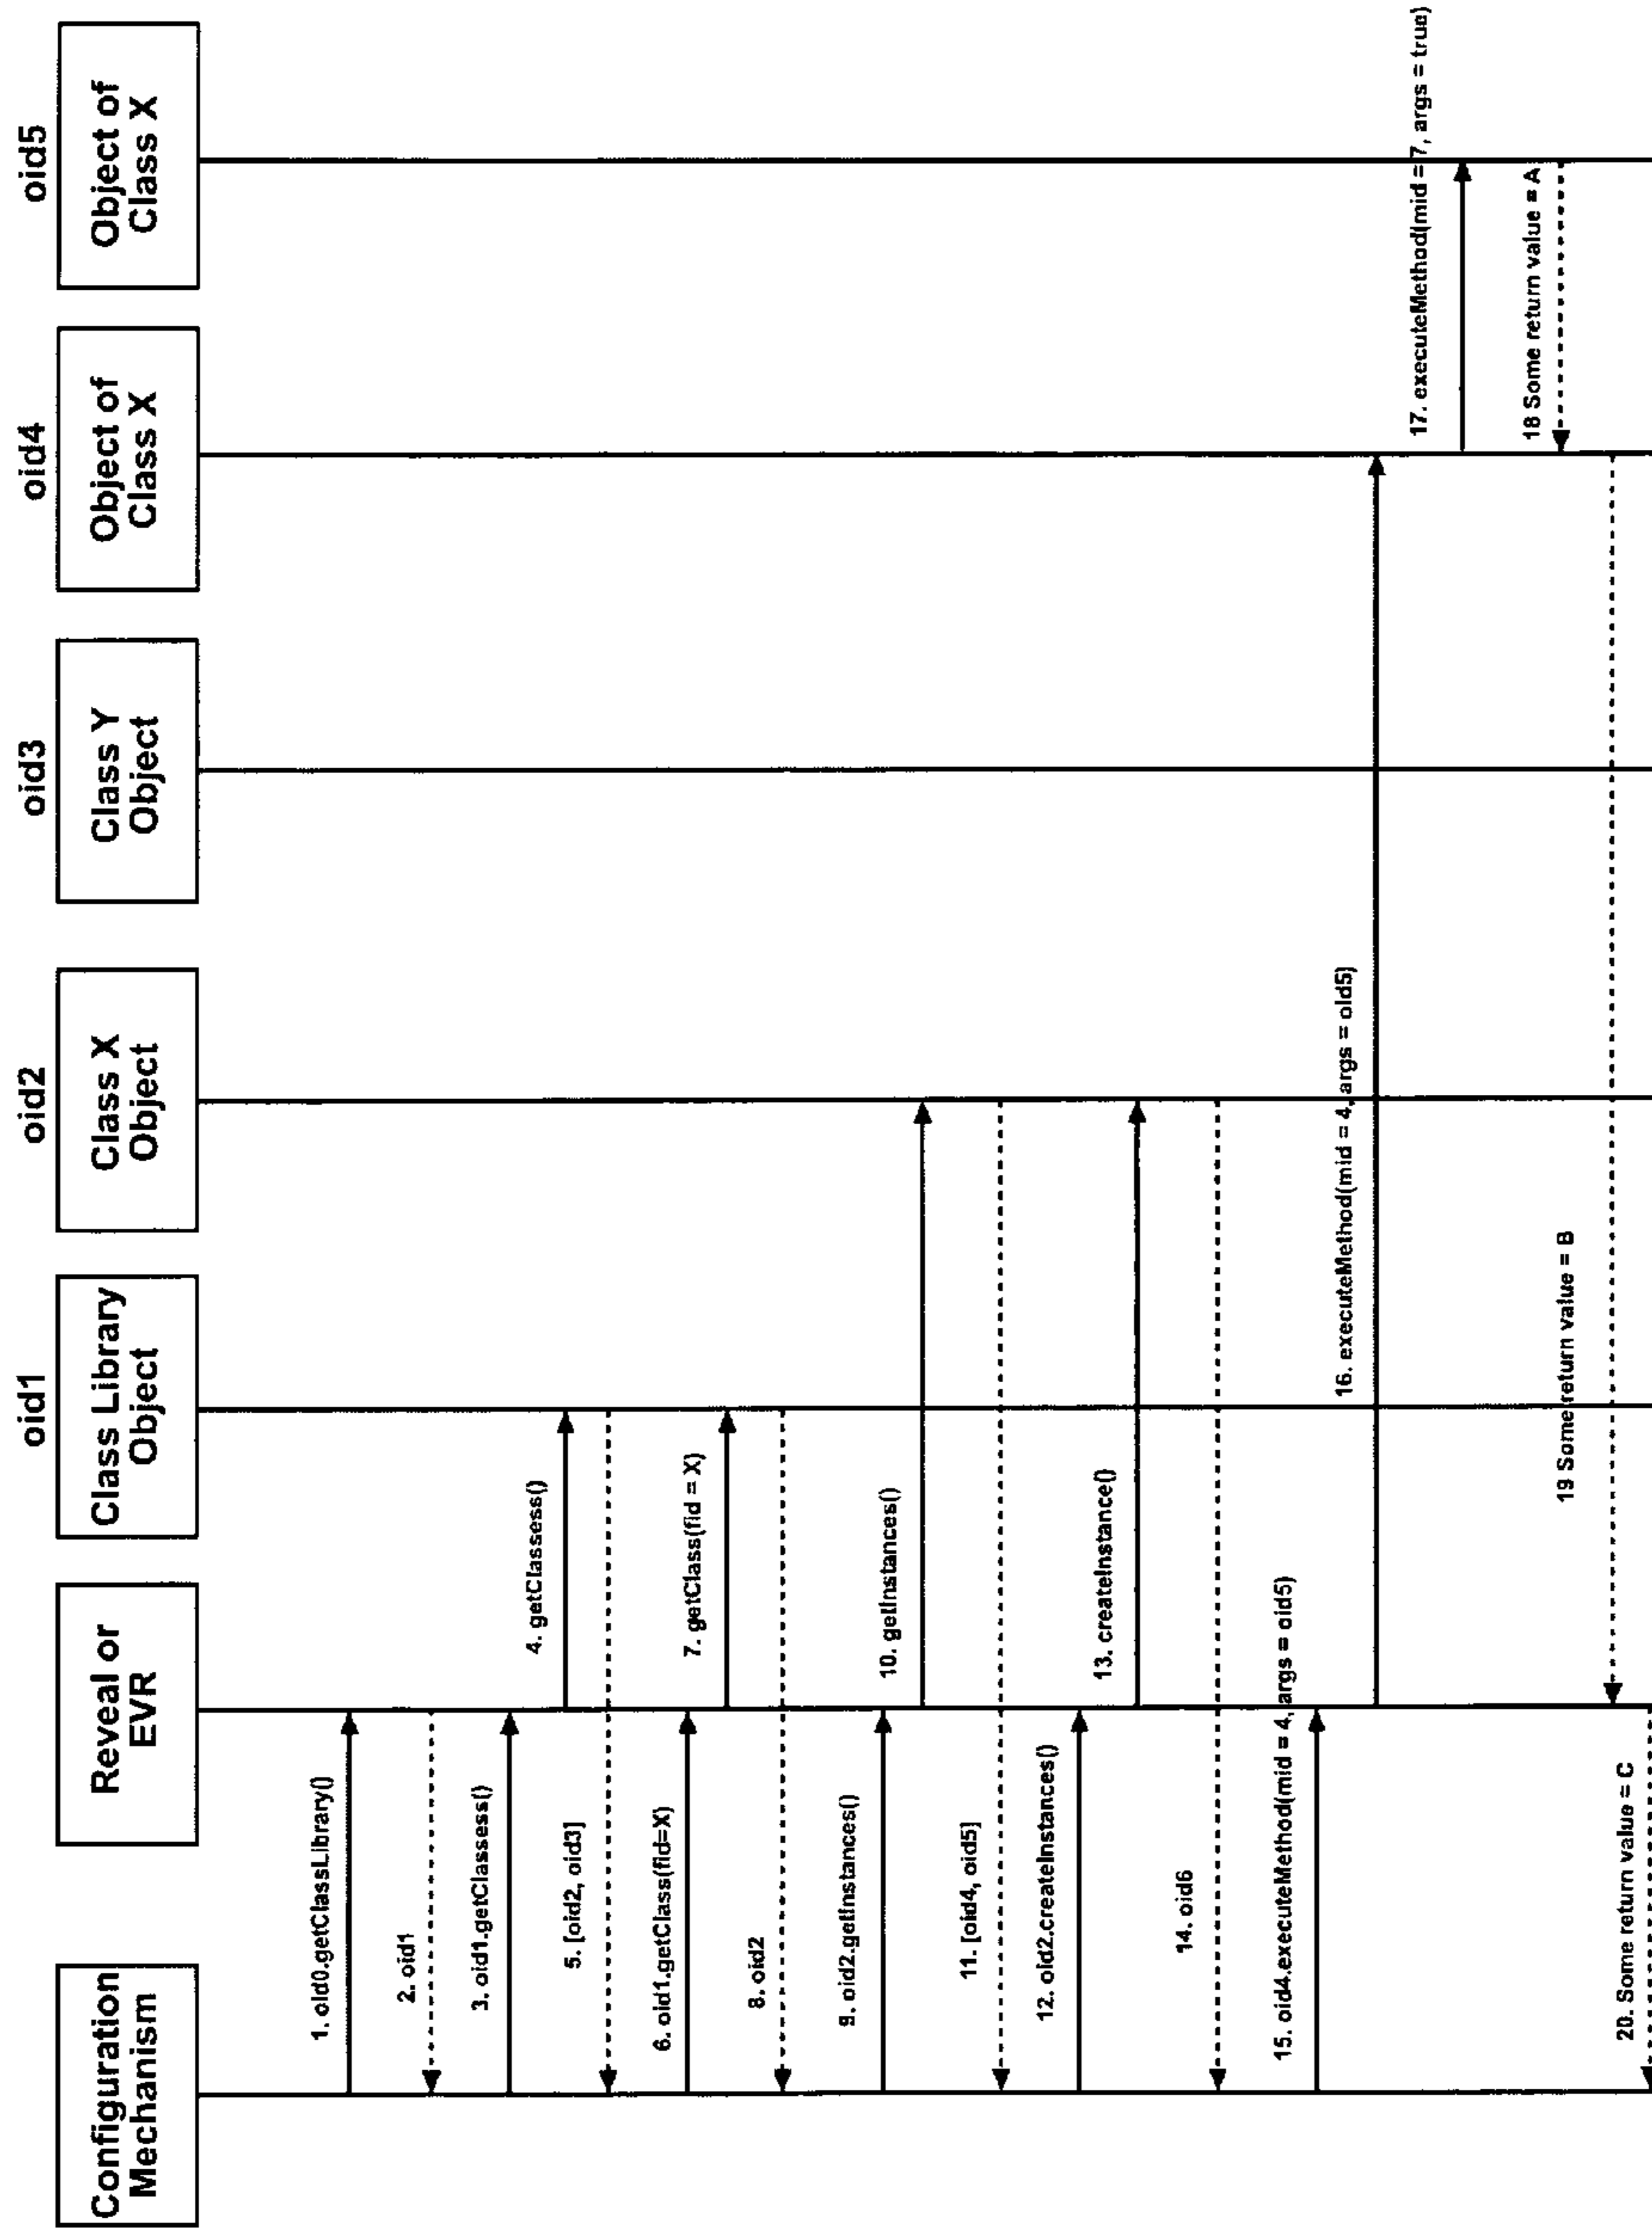 oid1
oid2
oid3
oid4
oid5
Configuration
Mechanism
Reveal or
EVR
Class Library
Object
Class X
Object
Class Y
Object
Object of
Class X
Object of
Class X
1. oid0.getClassLibrary()
2. oid1
3. oid1.getClassess()
4. getClassess()
5. [oid2, oid3]
6. oid1.getClass(fid=X)
7. getClass(fid = X)
8. oid2
9. oid2.getInstances()
10. getInstances()
11. [oid4, oid5]
12. oid2.createInstances()
13. createInstance()
14. oid6
15. oid4.executeMethod(mid = 4, args = oid5)
16. executeMethod(mid = 4, args = oid5)
17. executeMethod(mid = 7, args = true)
18 Some return value = A
19 Some return value = B
20. Some return value = C